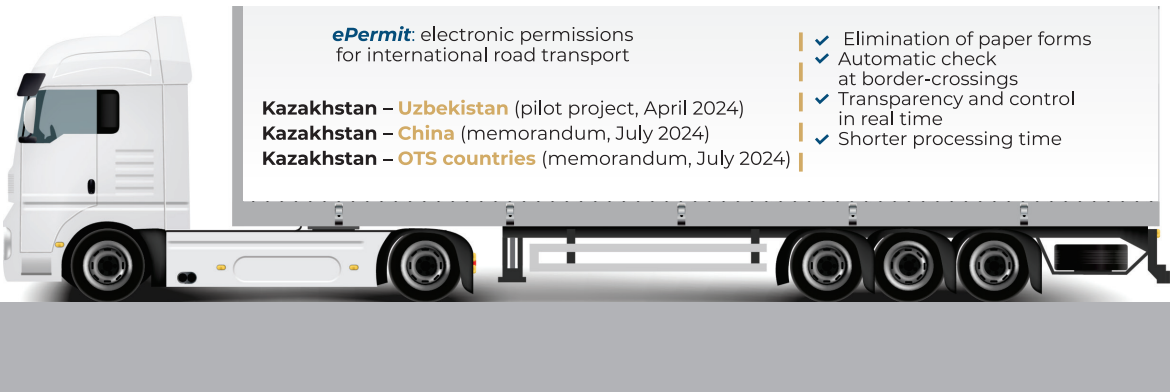 ePermit: electronic permissions
for international road transport
Kazakhstan – Uzbekistan (pilot project, April 2024)
Kazakhstan – China (memorandum, July 2024)
Kazakhstan – OTS countries (memorandum, July 2024)
Elimination of paper forms
Automatic check
at border-crossings
Transparency and control
in real time
Shorter processing time